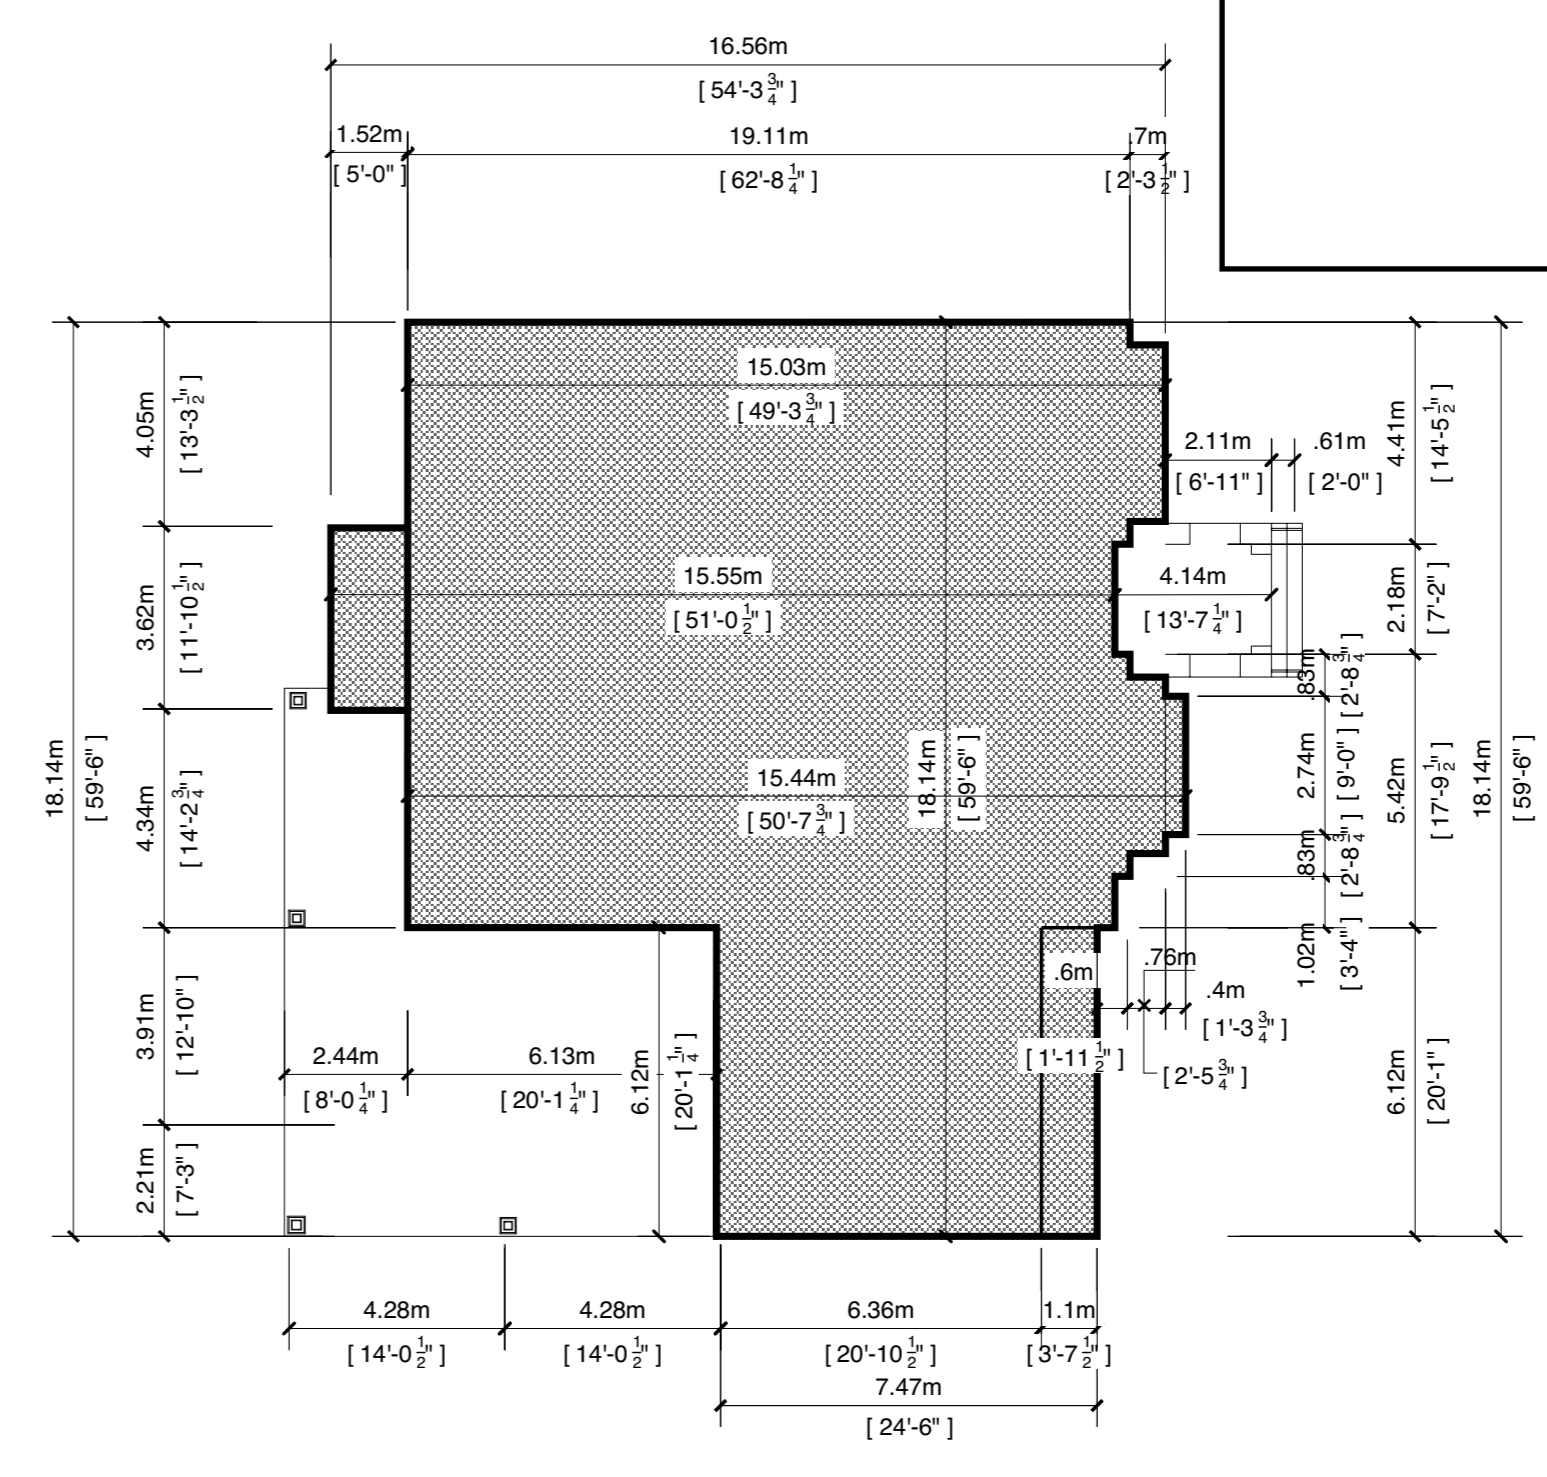 16.56m
[ 54'-3 3/4" ]
1.52m
19.11m
.7m
[ 5'-0" ]
[ 62'-8 1/4" ]
[ 2'-3 1/2" ]
15.03m
[ 49'-3 3/4" ]
4.05m
[ 13'-3 1/2" ]
4.41m
[ 14'-5 1/2" ]
2.11m
.61m
[ 6'-11" ]
[ 2'-0" ]
15.55m
[ 51'-0 1/2" ]
4.14m
[ 13'-7 1/4" ]
3.62m
[ 11'-10 1/2" ]
2.18m
[ 7'-2" ]
.83m
[ 2'-8 3/4" ]
18.14m
[ 59'-6" ]
4.34m
[ 14'-2 3/4" ]
15.44m
[ 50'-7 3/4" ]
18.14m
[ 59'-6" ]
2.74m
[ 9'-0" ]
5.42m
[ 17'-9 1/2" ]
18.14m
[ 59'-6" ]
.83m
[ 2'-8 3/4" ]
1.02m
[ 3'-4" ]
.6m
.76m
.4m
[ 1'-3 3/4" ]
[ 1'-11 1/2" ]
[ 2'-5 3/4" ]
3.91m
[ 12'-10" ]
2.44m
[ 8'-0 1/4" ]
6.13m
[ 20'-1 1/4" ]
6.12m
[ 20'-1 1/4" ]
6.12m
[ 20'-1" ]
2.21m
[ 7'-3" ]
4.28m
4.28m
6.36m
1.1m
[ 14'-0 1/2" ]
[ 14'-0 1/2" ]
[ 20'-10 1/2" ]
[ 3'-7 1/2" ]
7.47m
[ 24'-6" ]